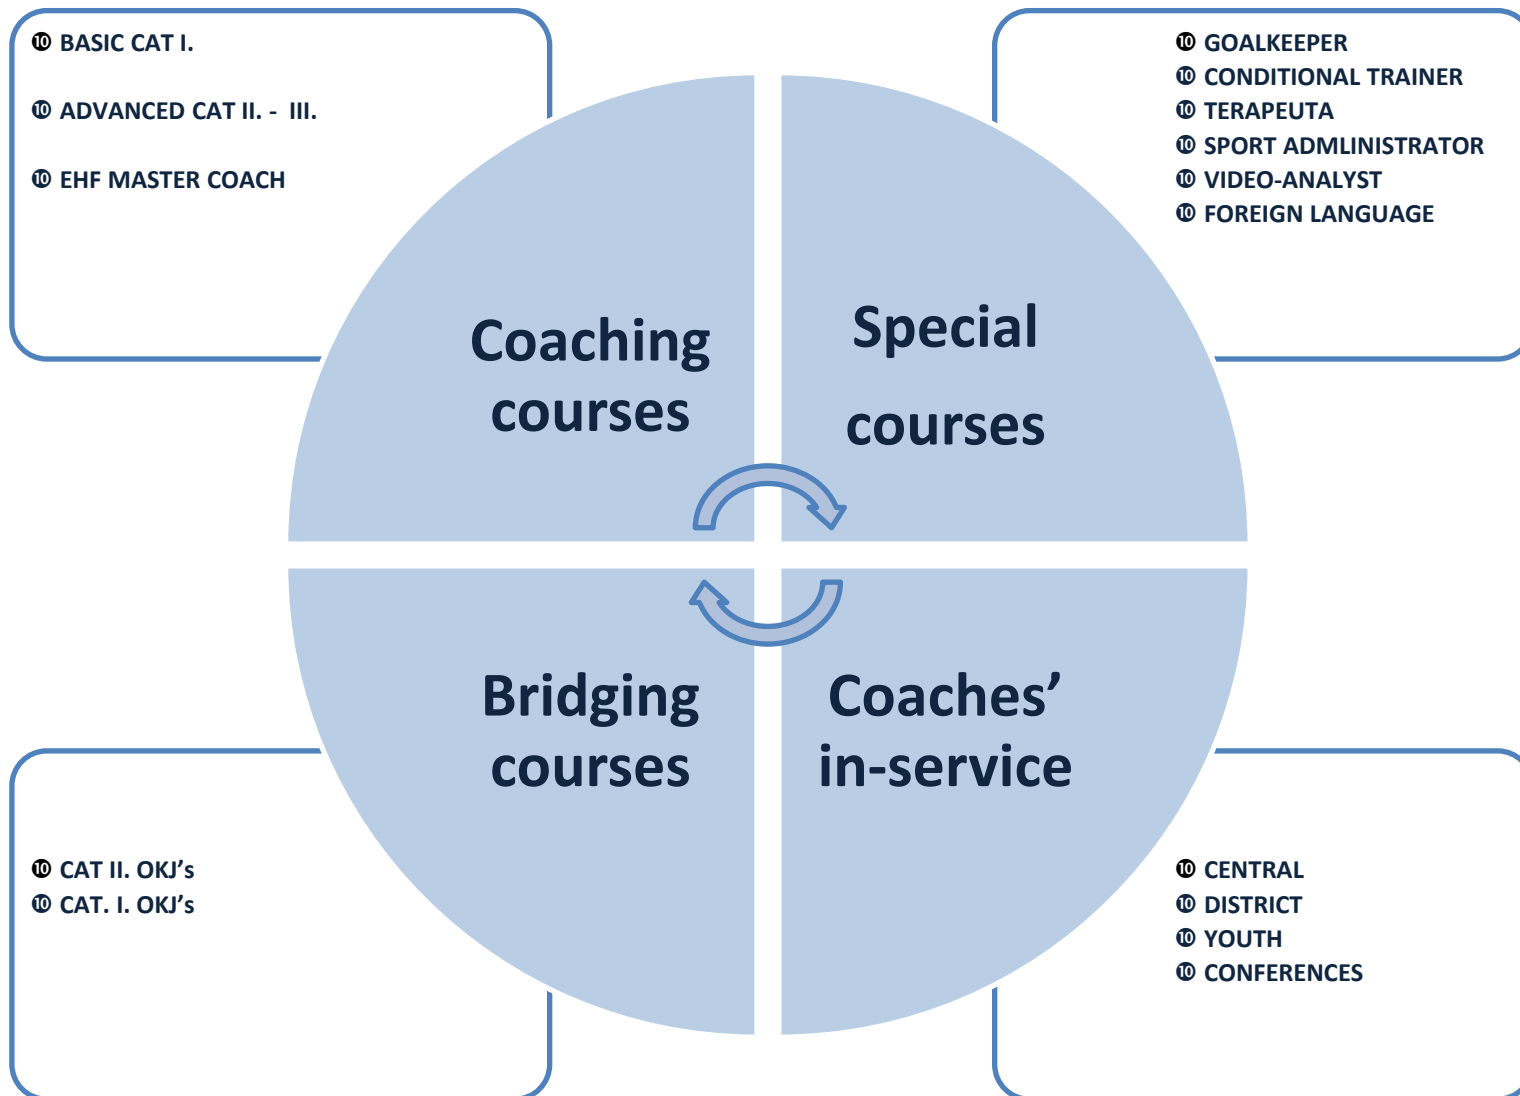 ⓾ BASIC CAT I.
⓾ ADVANCED CAT II. - III.
⓾ EHF MASTER COACH
⓾ GOALKEEPER
⓾ CONDITIONAL TRAINER
⓾ TERAPEUTA
⓾ SPORT ADMLINISTRATOR
⓾ VIDEO-ANALYST
⓾ FOREIGN LANGUAGE
Coaching
courses
Special
courses
Bridging
courses
Coaches’
in-service
⓾ CAT II. OKJ’s
⓾ CAT. I. OKJ’s
⓾ CENTRAL
⓾ DISTRICT
⓾ YOUTH
⓾ CONFERENCES